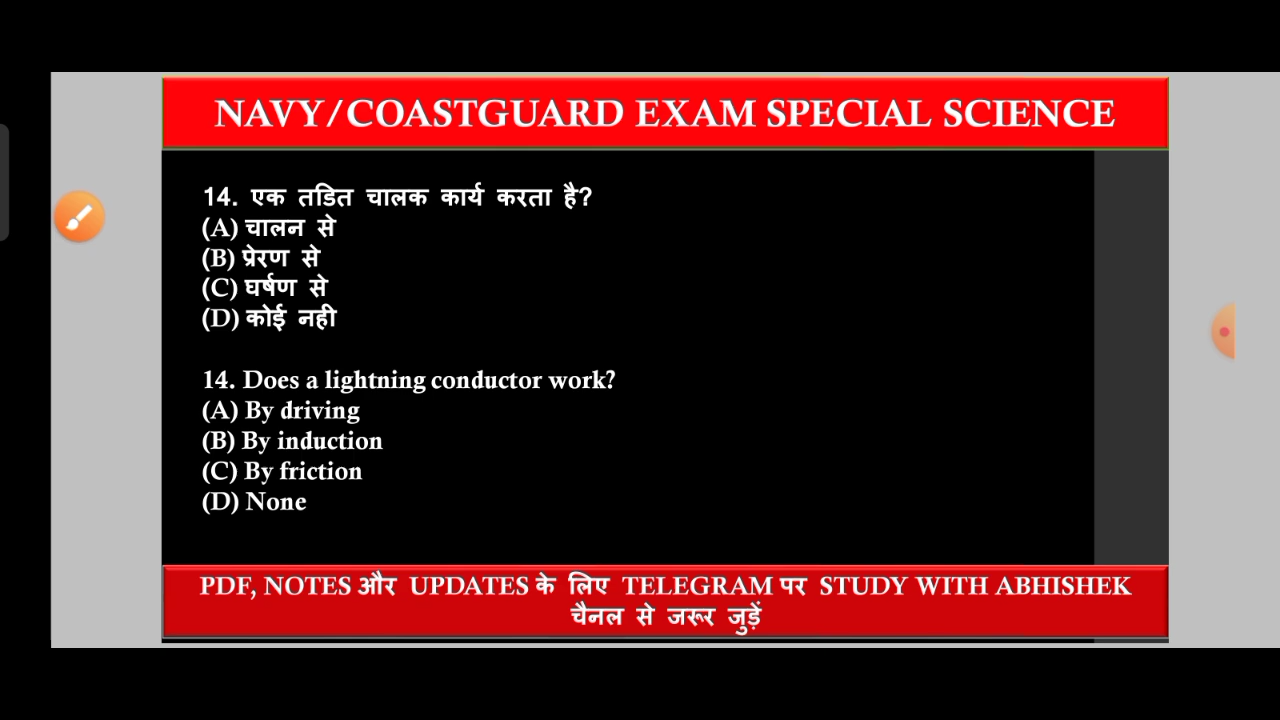 NAVY/COASTGUARD EXAM SPECIAL SCIENCE
14. एक तडित चालक कार्य करता है?
(A) चालन से
(B) प्रेरण से
(C) घर्षण से
(D) कोई नही
14. Does a lightning conductor work?
(A) By driving
(B) By induction
(C) By friction
(D) None
PDF, NOTES और UPDATES के लिए TELEGRAM पर STUDY WITH ABHISHEK
चैनल से जरूर जुड़ें